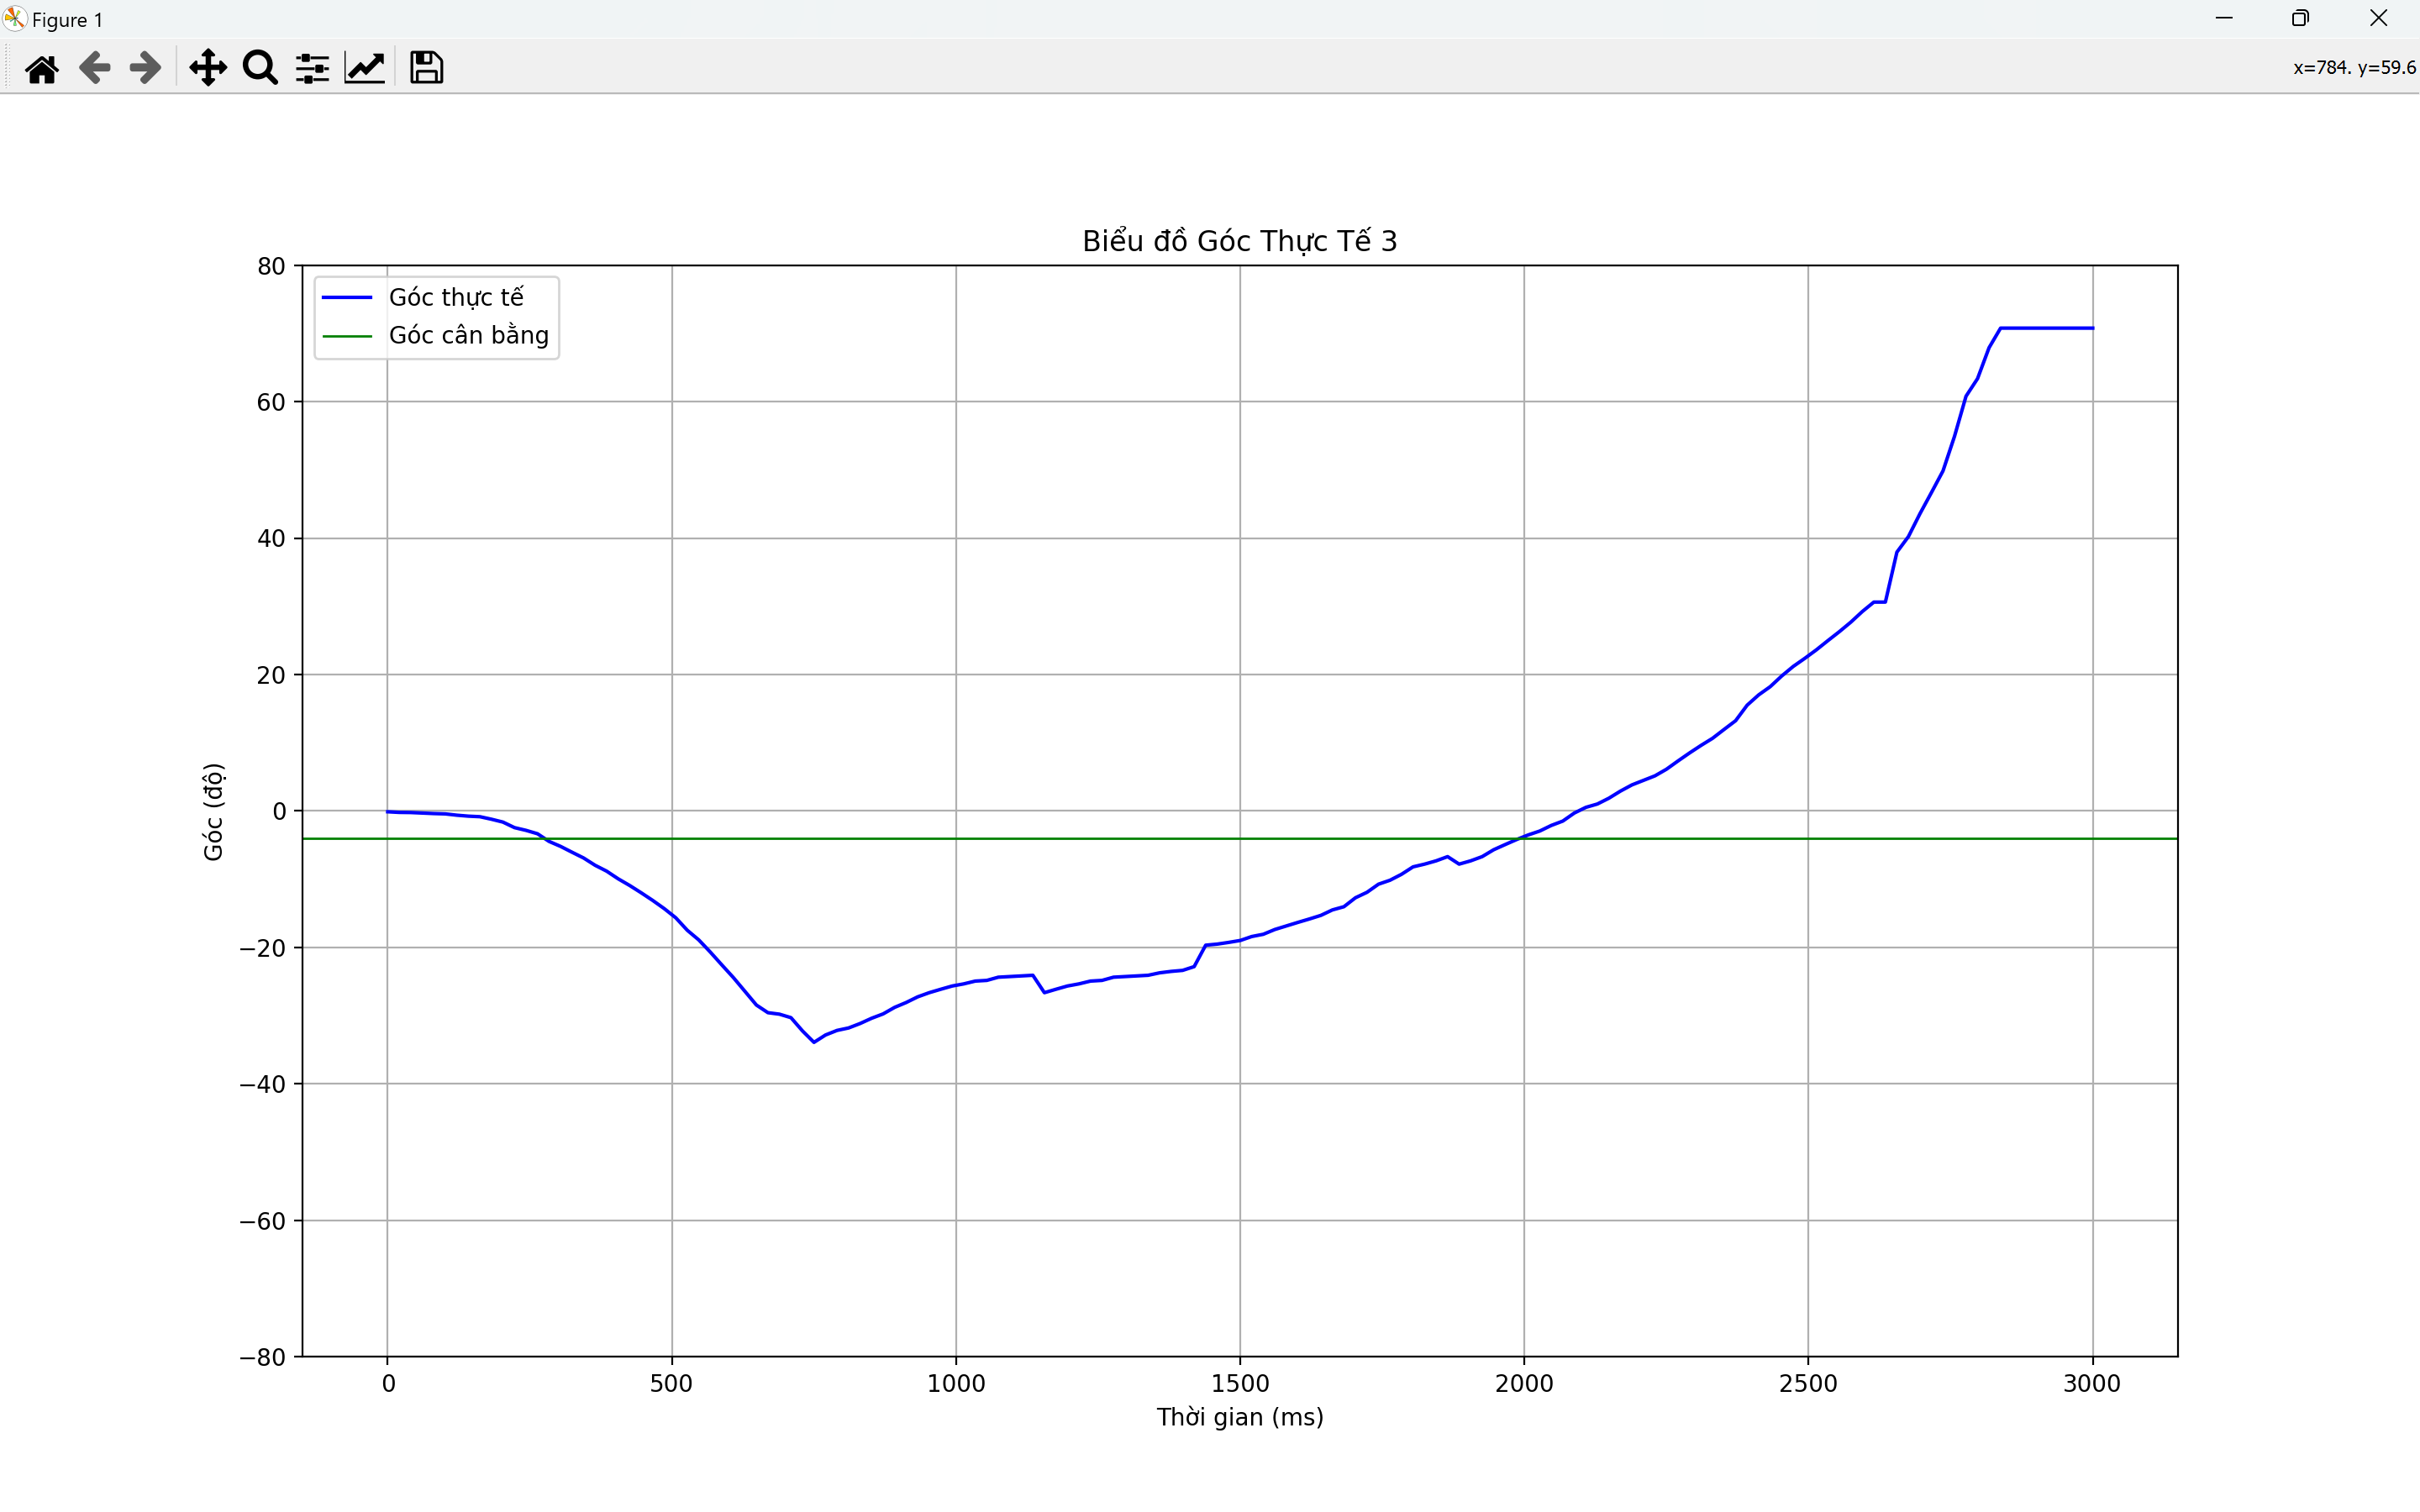 Figure 1
x=784. y=59.6
Biểu đồ Góc Thực Tế 3
Góc thực tế
Góc cân bằng
80
60
40
20
0
−20
−40
−60
−80
Góc (độ)
0 500 1000 1500 2000 2500 3000
Thời gian (ms)